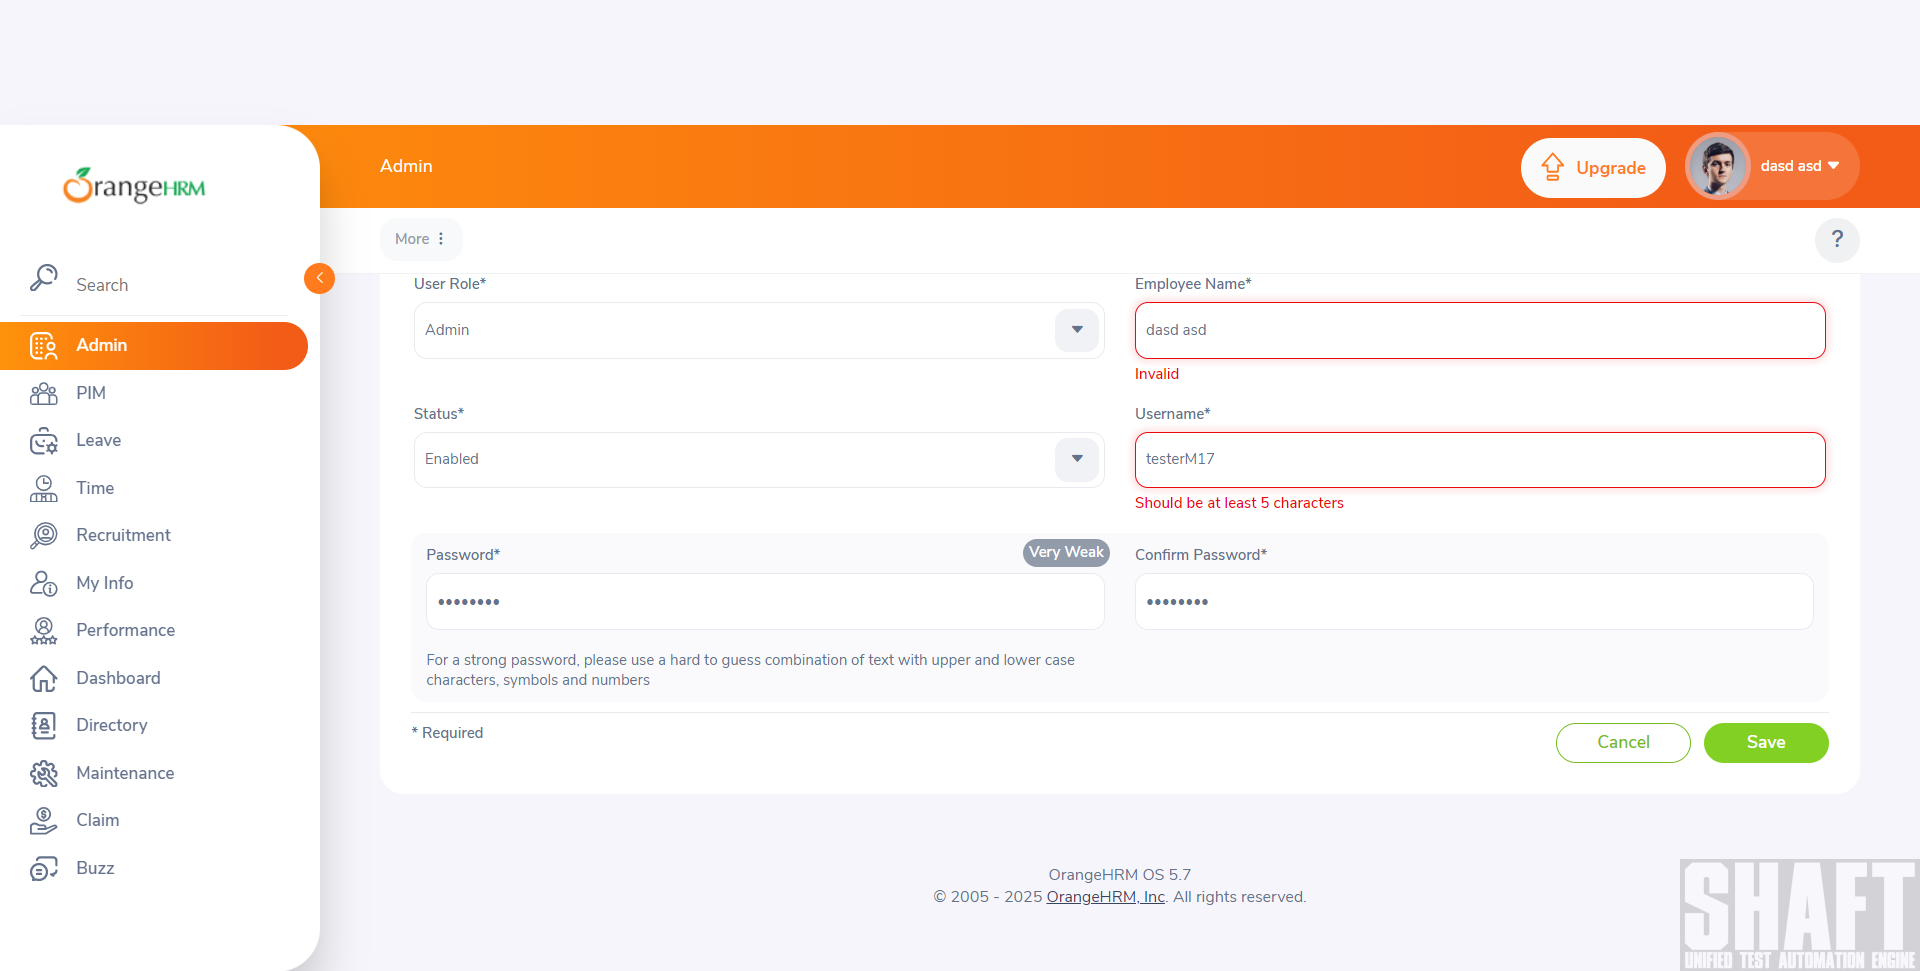 OrangeHRM
Admin
Upgrade
dasd asd
More
?
Search
Admin
PIM
Leave
Time
Recruitment
My Info
Performance
Dashboard
Directory
Maintenance
Claim
Buzz
User Role*
Admin
Employee Name*
dasd asd
Invalid
Status*
Enabled
Username*
testerM17
Should be at least 5 characters
Password*
Very Weak
••••••••
Confirm Password*
••••••••
For a strong password, please use a hard to guess combination of text with upper and lower case
characters, symbols and numbers
* Required
Cancel
Save
OrangeHRM OS 5.7
© 2005 - 2025 OrangeHRM, Inc. All rights reserved.
SHAFT
UNIFIED TEST AUTOMATION ENGINE